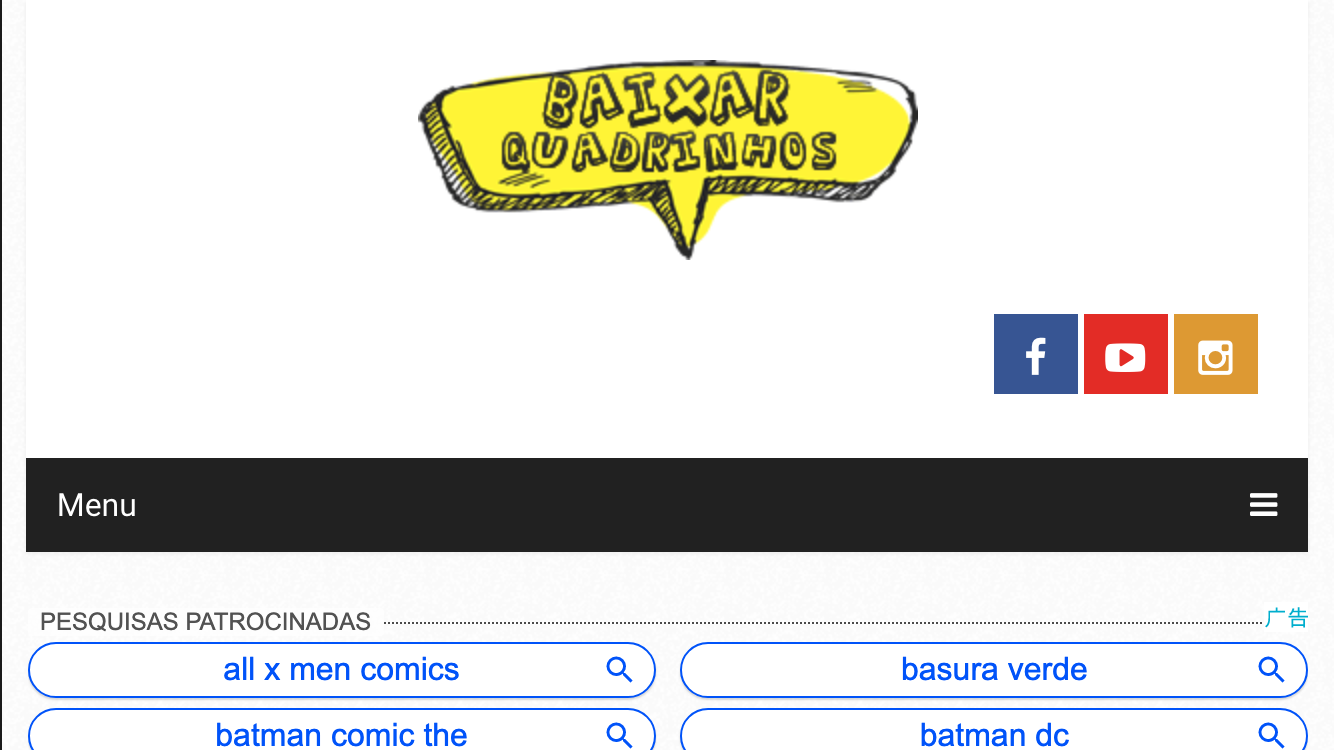 BAIXAR
QUADRINHOS
Menu
PESQUISAS PATROCINADAS
广告
all x men comics
basura verde
batman comic the
batman dc